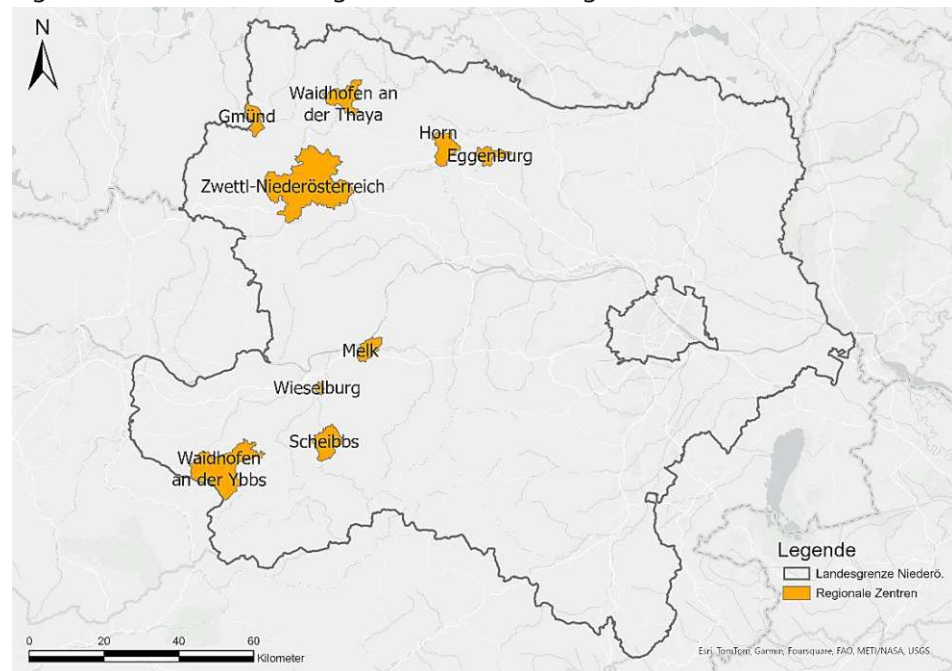 N
Waidhofen an
der Thaya
Gmünd
Horn
Eggenburg
Zwettl-Niederösterreich
Melk
Wieselburg
Scheibbs
Waidhofen
an der Ybbs
Legende
Landesgrenze Niederö.
Regionale Zentren
0 20 40 60
Kilometer
Esri, TomTom, Garmin, Foursquare, FAO, METI/NASA, USGS